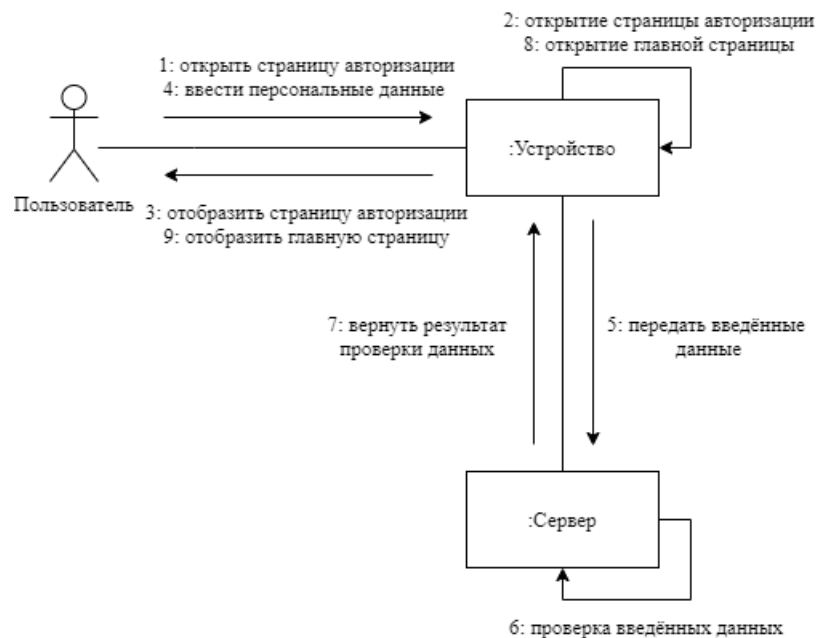 2: открытие страницы авторизации
8: открытие главной страницы
1: открыть страницу авторизации
4: ввести персональные данные
:Устройство
Пользователь
3: отобразить страницу авторизации
9: отобразить главную страницу
7: вернуть результат
проверки данных
5: передать введённые
данные
:Сервер
6: проверка введённых данных